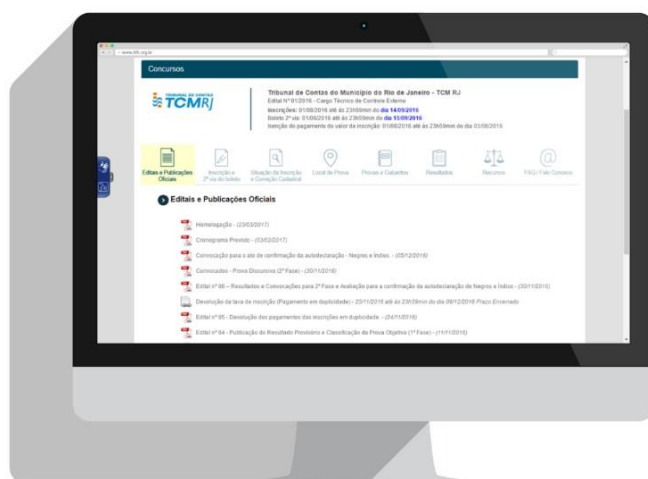 www.ibfc.org.br
Concursos
TRIBUNAL DE CONTAS
TCMRJ
Tribunal de Contas do Município do Rio de Janeiro - TCM RJ
Edital Nº 01/2016 - Cargo Técnico de Controle Externo
Inscrições: 01/08/2016 até às 23h59min do dia 14/09/2016
Boleto 2ª via: 01/08/2016 até às 23h59min do dia 15/09/2016
Isenção do pagamento do valor da inscrição: 01/08/2016 até às 23h59min do dia 03/08/2016
Editais e Publicações Oficiais
Inscrição e 2ª via do boleto
Situação da Inscrição e Correção Cadastral
Local de Prova
Provas e Gabaritos
Resultados
Recursos
FAQ / Fale Conosco
Editais e Publicações Oficiais
Homologação - (23/03/2017)
Cronograma Previsto - (03/02/2017)
Convocação para o ato de confirmação da autodeclaração - Negros e Índios. - (05/12/2016)
Convocados - Prova Discursiva (2ª Fase) - (30/11/2016)
Edital nº 06 – Resultados e Convocações para 2ª Fase e Avaliação para a confirmação da autodeclaração de Negros e Índios - (30/11/2016)
Devolução da taxa de inscrição (Pagamento em duplicidade) - 25/11/2016 até às 23h59min do dia 09/12/2016 Prazo Encerrado
Edital nº 05 - Devolução dos pagamentos das inscrições em duplicidade. - (24/11/2016)
Edital nº 04 - Publicação do Resultado Provisório e Classificação da Prova Objetiva (1ª Fase) - (11/11/2016)